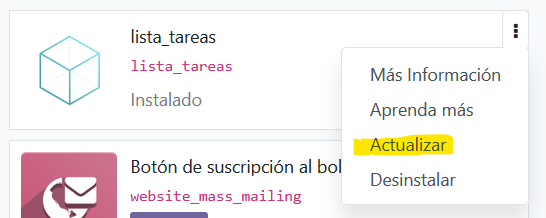 lista_tareas
lista_tareas
Instalado
Más Información
Aprenda más
Actualizar
Desinstalar
Botón de suscripción al bol
website_mass_mailing